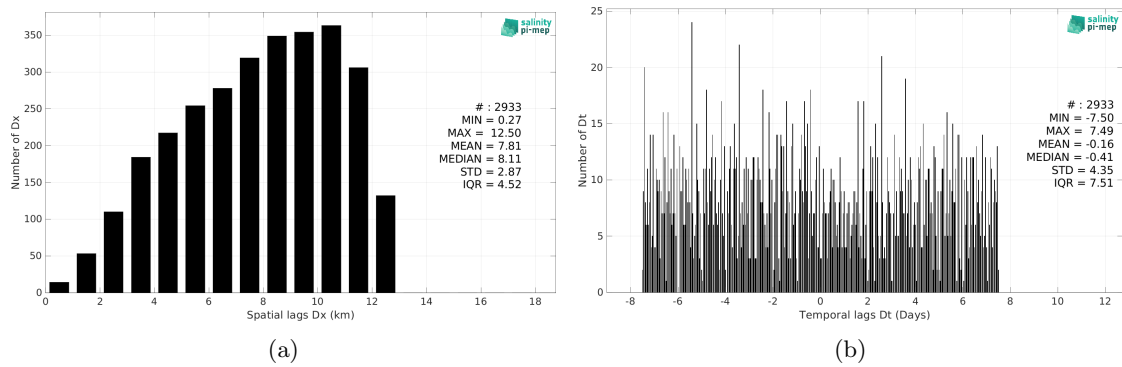 350
300
250
200
150
100
50
0
Number of Dx
salinity
pi-mep
# : 2933
MIN = 0.27
MAX = 12.50
MEAN = 7.81
MEDIAN = 8.11
STD = 2.87
IQR = 4.52
0 2 4 6 8 10 12 14 16 18
Spatial lags Dx (km)
(a)
25
20
15
10
5
0
Number of Dt
salinity
pi-mep
# : 2933
MIN = -7.50
MAX = 7.49
MEAN = -0.16
MEDIAN = -0.41
STD = 4.35
IQR = 7.51
-8 -6 -4 -2 0 2 4 6 8 10 12
Temporal lags Dt (Days)
(b)